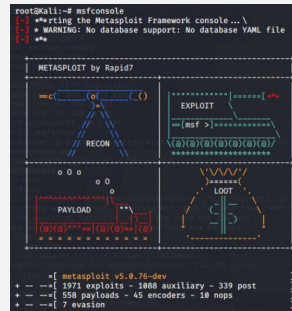 root@Kali:~# msfconsole
[-] ***rting the Metasploit Framework console...\
[-] * WARNING: No database support: No database YAML file
[-] ***
METASPLOIT by Rapid7
EXPLOIT
[msf >]
RECON
o O o
o O
o
PAYLOAD
LOOT
=[ metasploit v5.0.76-dev
+ -- --=[ 1971 exploits - 1088 auxiliary - 339 post
+ -- --=[ 558 payloads - 45 encoders - 10 nops
+ -- --=[ 7 evasion